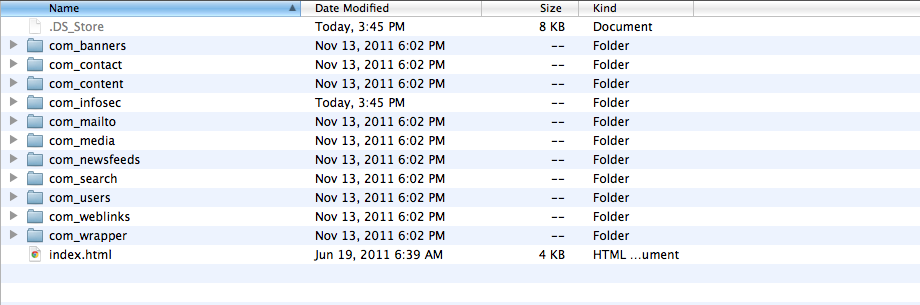 Name Date Modified Size Kind
.DS_Store Today, 3:45 PM 8 KB Document
com_banners Nov 13, 2011 6:02 PM -- Folder
com_contact Nov 13, 2011 6:02 PM -- Folder
com_content Nov 13, 2011 6:02 PM -- Folder
com_infosec Today, 3:45 PM -- Folder
com_mailto Nov 13, 2011 6:02 PM -- Folder
com_media Nov 13, 2011 6:02 PM -- Folder
com_newsfeeds Nov 13, 2011 6:02 PM -- Folder
com_search Nov 13, 2011 6:02 PM -- Folder
com_users Nov 13, 2011 6:02 PM -- Folder
com_weblinks Nov 13, 2011 6:02 PM -- Folder
com_wrapper Nov 13, 2011 6:02 PM -- Folder
index.html Jun 19, 2011 6:39 AM 4 KB HTML ...ument